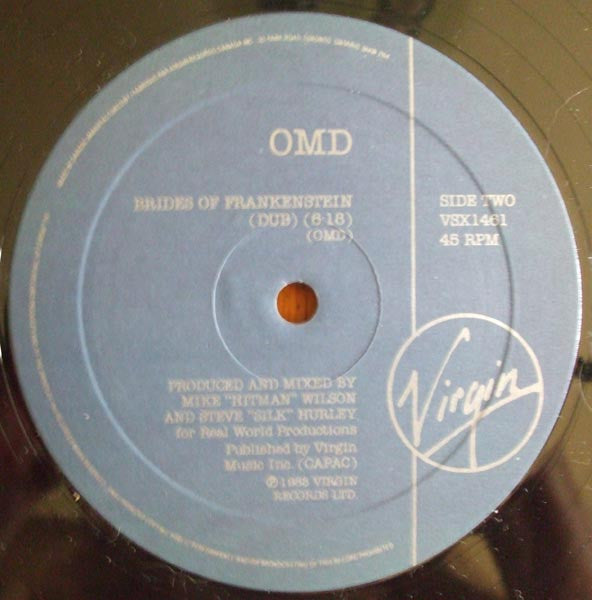 OMD
BRIDES OF FRANKENSTEIN
(DUB) (6·18)
(OMD)
SIDE TWO
VSX1461
45 RPM
Virgin
PRODUCED AND MIXED BY
MIKE "HITMAN" WILSON
AND STEVE "SILK" HURLEY
for Real World Productions
Published by Virgin
Music Inc. (CAPAC)
℗ 1988 VIRGIN
RECORDS LTD.